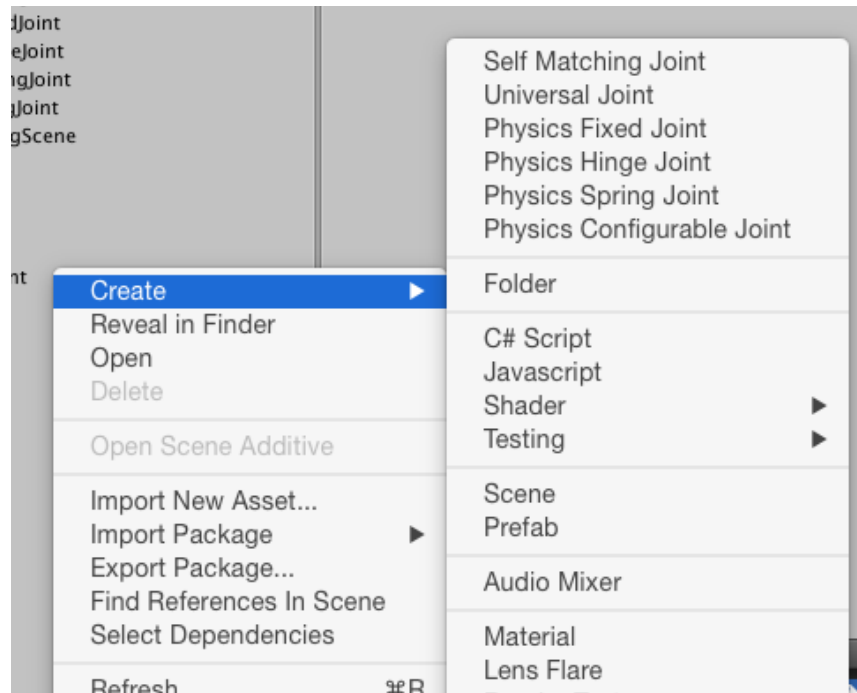 dJoint
eJoint
ngJoint
gJoint
gScene
nt
Create
Reveal in Finder
Open
Delete
Open Scene Additive
Import New Asset...
Import Package
Export Package...
Find References In Scene
Select Dependencies
Refresh ⌘R
Self Matching Joint
Universal Joint
Physics Fixed Joint
Physics Hinge Joint
Physics Spring Joint
Physics Configurable Joint
Folder
C# Script
Javascript
Shader
Testing
Scene
Prefab
Audio Mixer
Material
Lens Flare